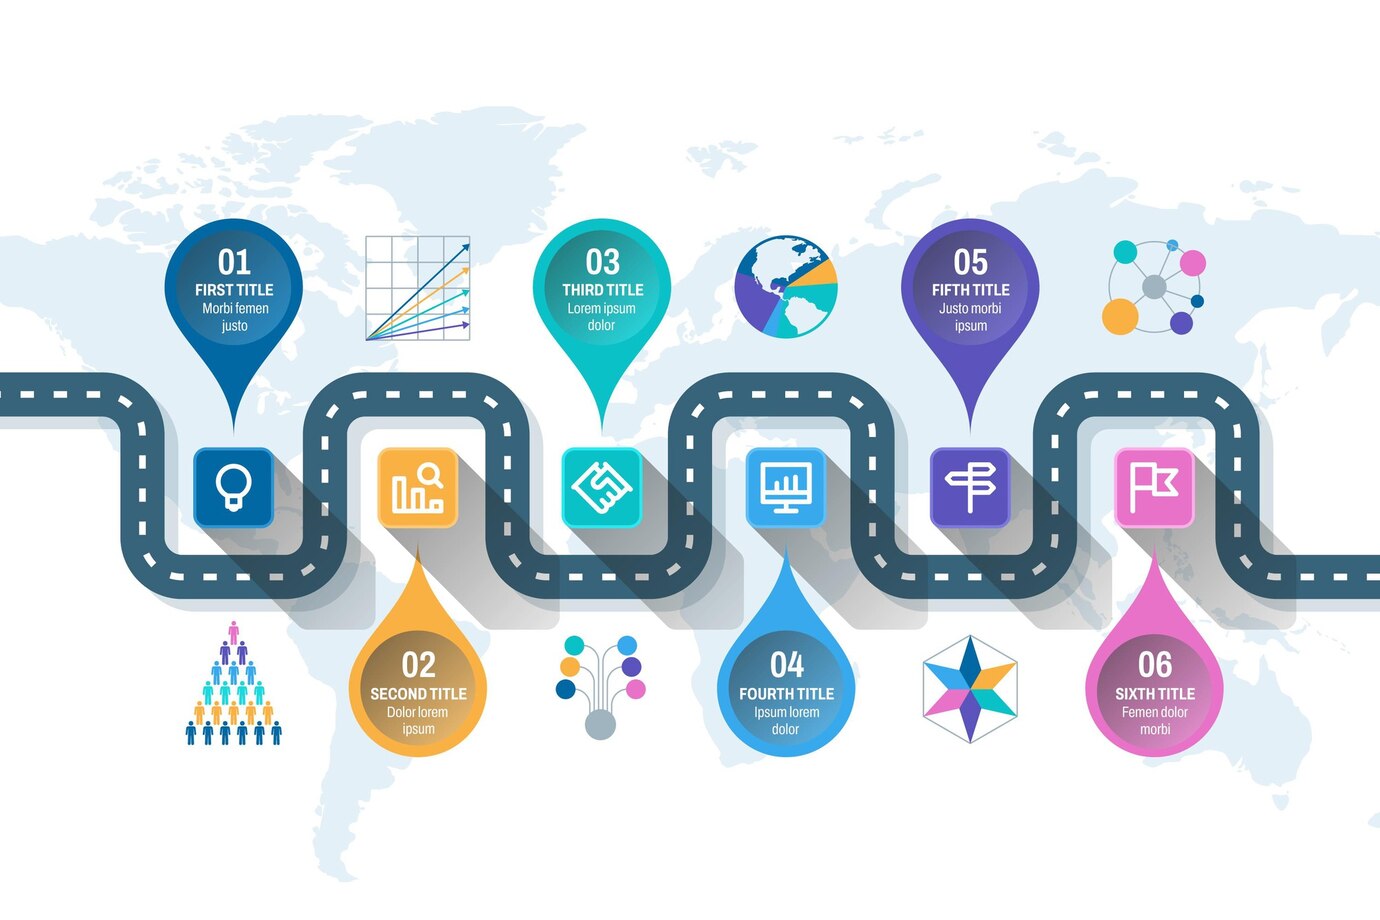 01
FIRST TITLE
Morbi femen
justo
03
THIRD TITLE
Lorem ipsum
dolor
05
FIFTH TITLE
Justo morbi
ipsum
02
SECOND TITLE
Dolor lorem
ipsum
04
FOURTH TITLE
Ipsum lorem
dolor
06
SIXTH TITLE
Femen dolor
morbi